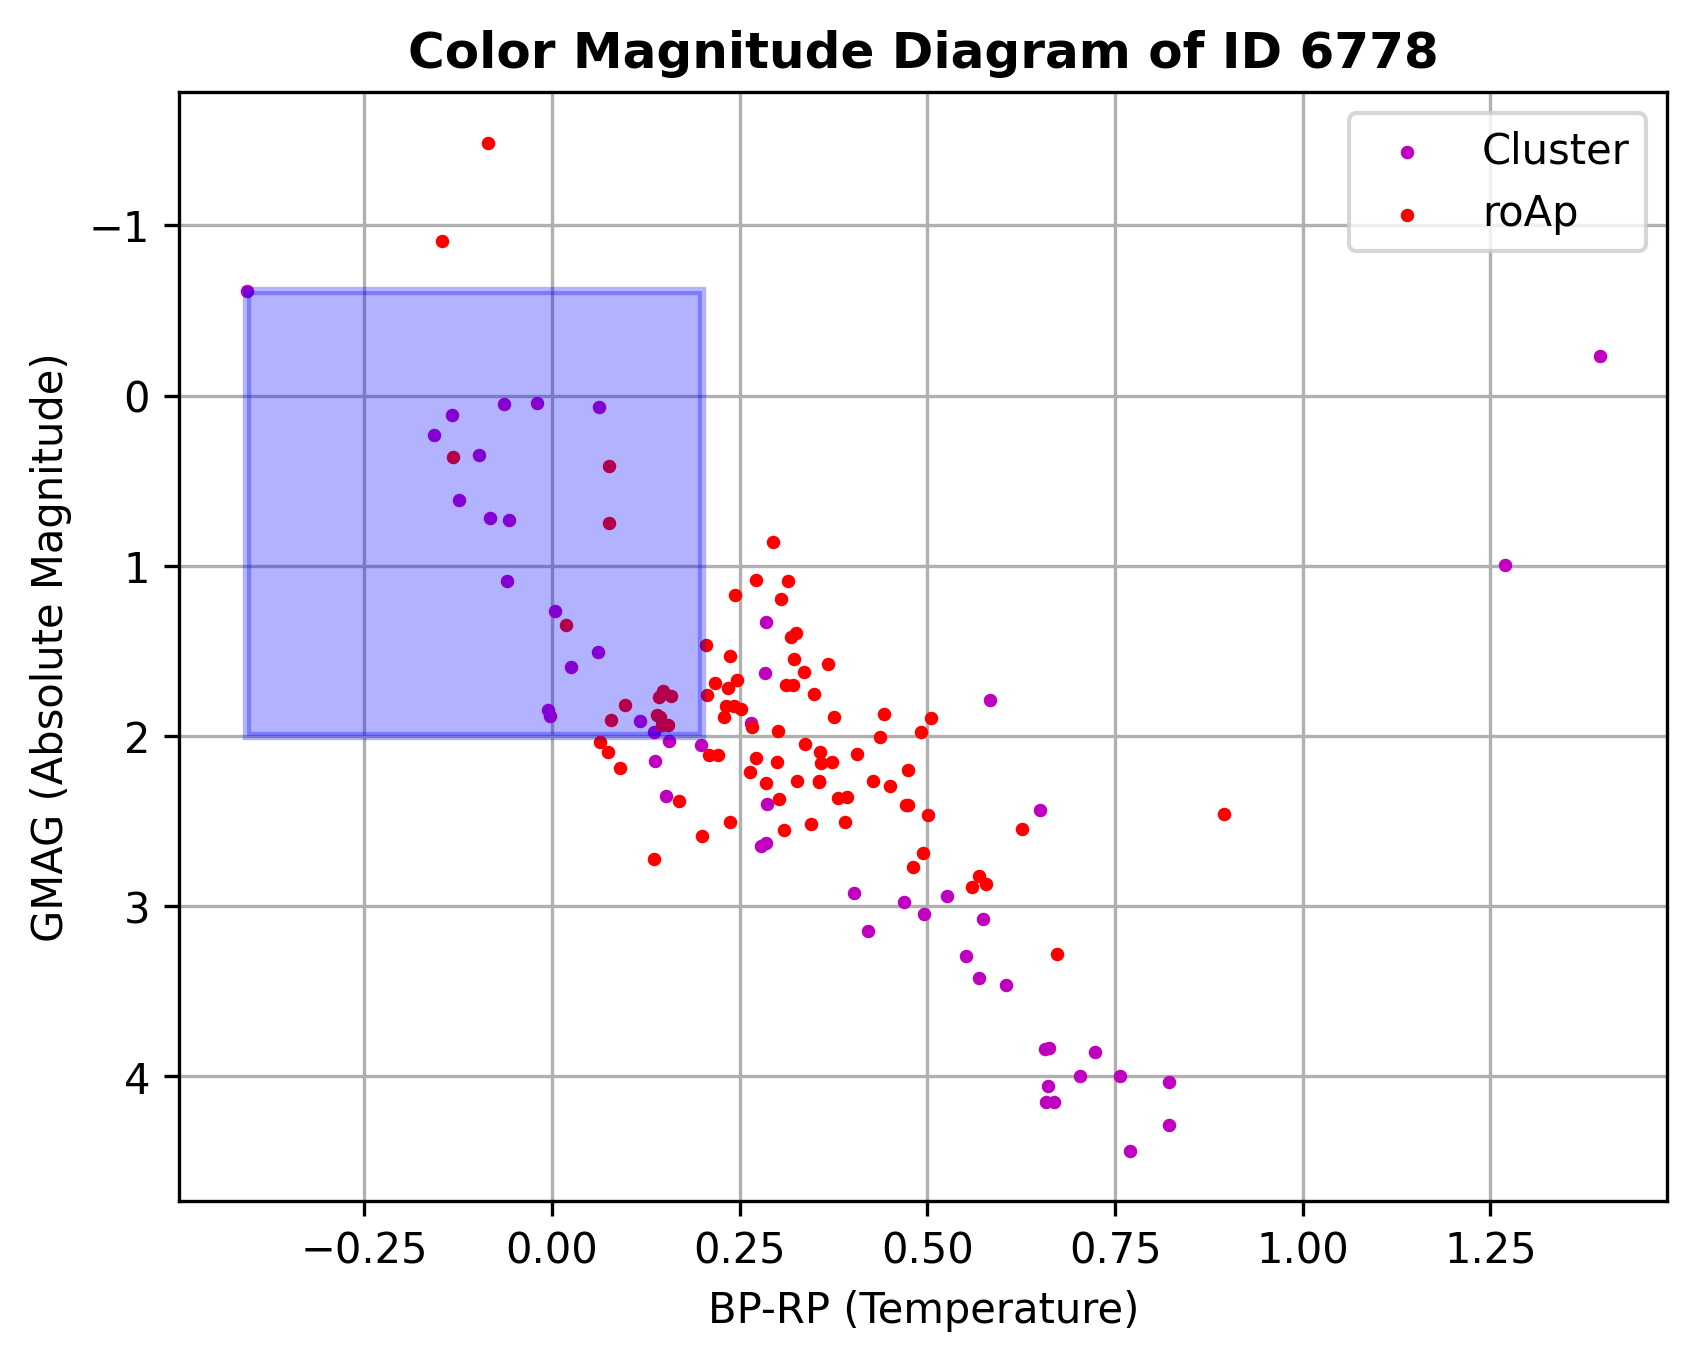 Color Magnitude Diagram of ID 6778
Cluster
roAp
GMAG (Absolute Magnitude)
−1
0
1
2
3
4
−0.25 0.00 0.25 0.50 0.75 1.00 1.25
BP-RP (Temperature)